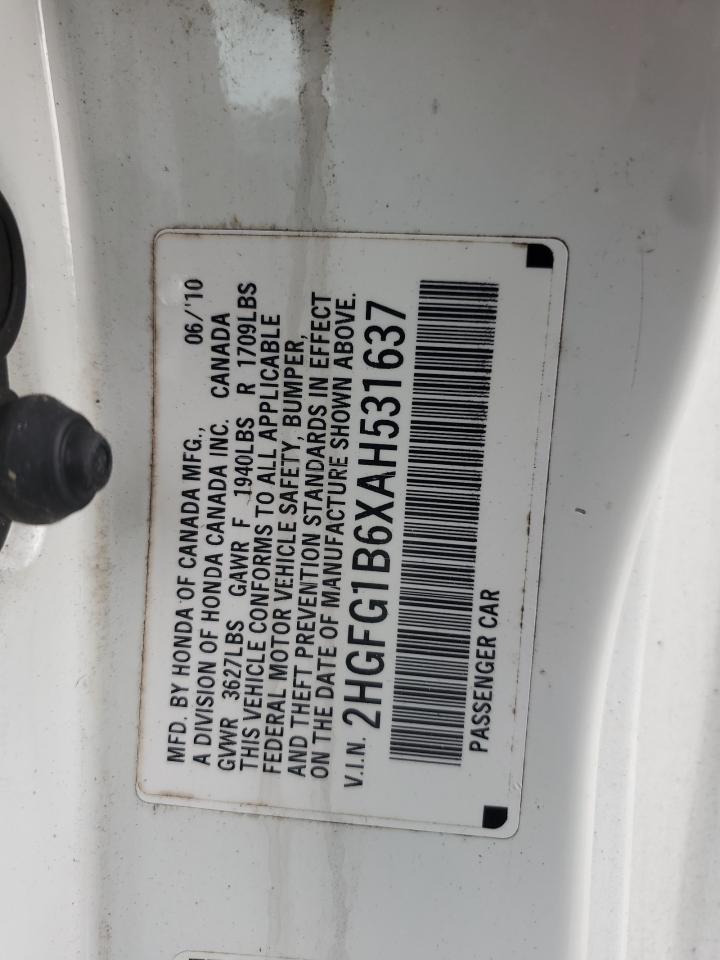 MFD. BY HONDA OF CANADA MFG., 06/'10
A DIVISION OF HONDA CANADA INC. CANADA
GVWR 3627LBS GAWR F 1940LBS R 1709LBS
THIS VEHICLE CONFORMS TO ALL APPLICABLE
FEDERAL MOTOR VEHICLE SAFETY, BUMPER,
AND THEFT PREVENTION STANDARDS IN EFFECT
ON THE DATE OF MANUFACTURE SHOWN ABOVE.
V.I.N. 2HGFG1B6XAH531637
PASSENGER CAR